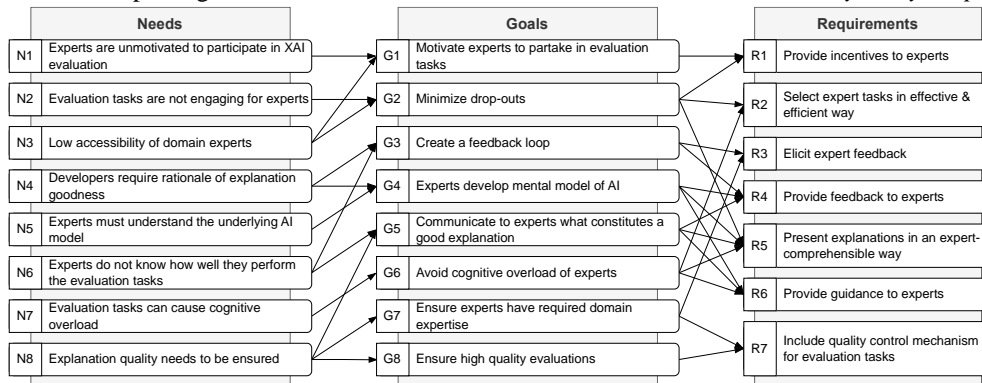 Needs
Goals
Requirements
N1
Experts are unmotivated to participate in XAI
evaluation
N2
Evaluation tasks are not engaging for experts
N3
Low accessibility of domain experts
N4
Developers require rationale of explanation
goodness
N5
Experts must understand the underlying AI
model
N6
Experts do not know how well they perform
the evaluation tasks
N7
Evaluation tasks can cause cognitive
overload
N8
Explanation quality needs to be ensured
G1
Motivate experts to partake in evaluation
tasks
G2
Minimize drop-outs
G3
Create a feedback loop
G4
Experts develop mental model of AI
G5
Communicate to experts what constitutes a
good explanation
G6
Avoid cognitive overload of experts
G7
Ensure experts have required domain
expertise
G8
Ensure high quality evaluations
R1
Provide incentives to experts
R2
Select expert tasks in effective &
efficient way
R3
Elicit expert feedback
R4
Provide feedback to experts
R5
Present explanations in an expert-
comprehensible way
R6
Provide guidance to experts
R7
Include quality control mechanism
for evaluation tasks